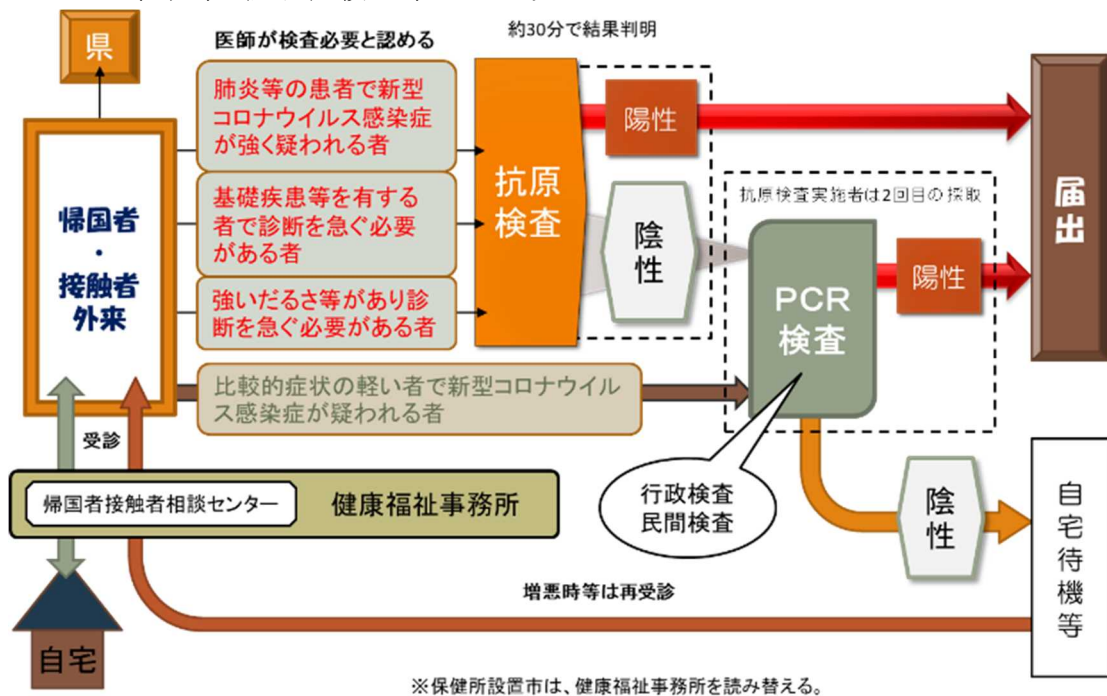 県
医師が検査必要と認める
約30分で結果判明
肺炎等の患者で新型
コロナウイルス感染症
が強く疑われる者
基礎疾患等を有する
者で診断を急ぐ必要
がある者
強いだるさ等があり診
断を急ぐ必要がある者
比較的症状の軽い者で新型コロナウイル
ス感染症が疑われる者
帰国者
・
接触者
外来
抗原
検査
陽性
陰
性
抗原検査実施者は2回目の採取
PCR
検査
陽性
届
出
行政検査
民間検査
陰
性
自
宅
待
機
等
受診
帰国者接触者相談センター
健康福祉事務所
増悪時等は再受診
自宅
※保健所設置市は、健康福祉事務所を読み替える。